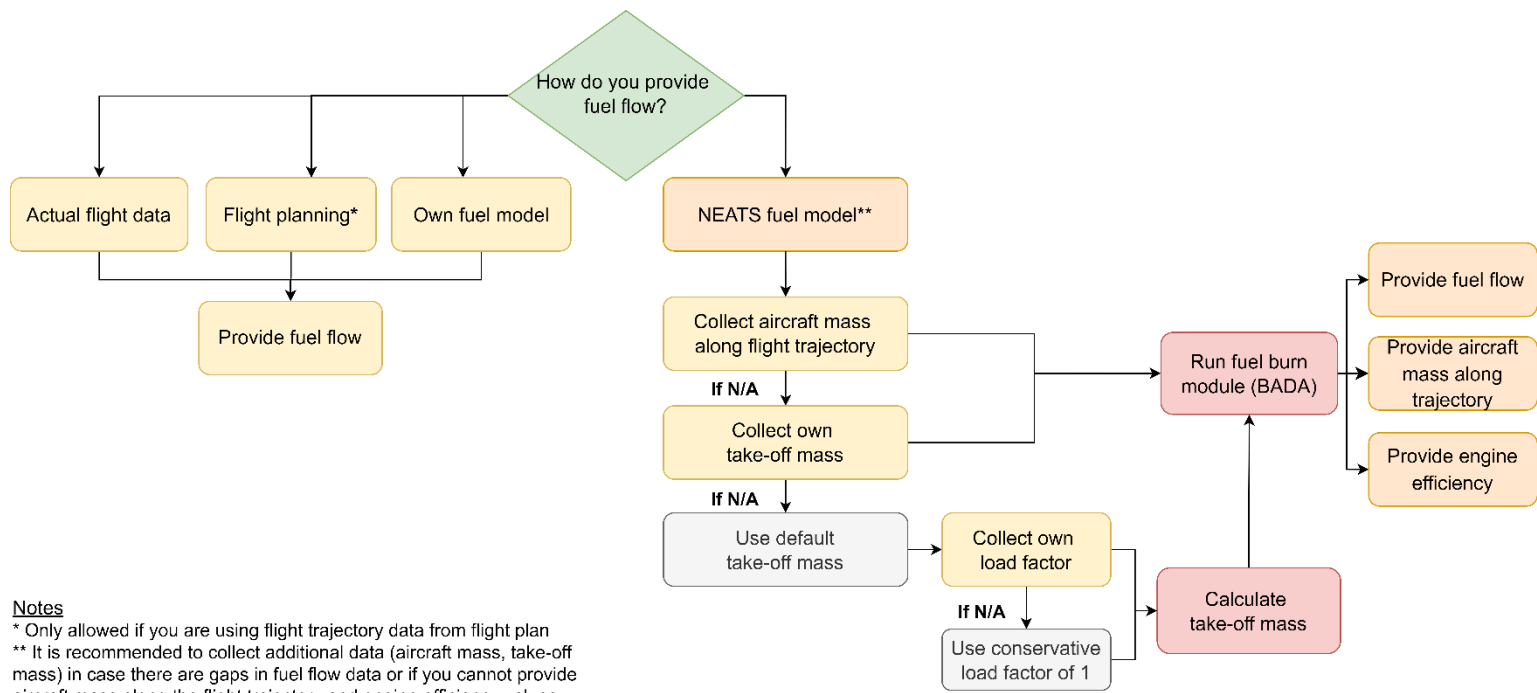 How do you provide
fuel flow?
Actual flight data
Flight planning*
Own fuel model
NEATS fuel model**
Provide fuel flow
Collect aircraft mass
along flight trajectory
If N/A
Collect own
take-off mass
If N/A
Use default
take-off mass
Collect own
load factor
If N/A
Use conservative
load factor of 1
Calculate
take-off mass
Run fuel burn
module (BADA)
Provide fuel flow
Provide aircraft
mass along
trajectory
Provide engine
efficiency
Notes
* Only allowed if you are using flight trajectory data from flight plan
** It is recommended to collect additional data (aircraft mass, take-off
mass) in case there are gaps in fuel flow data or if you cannot provide